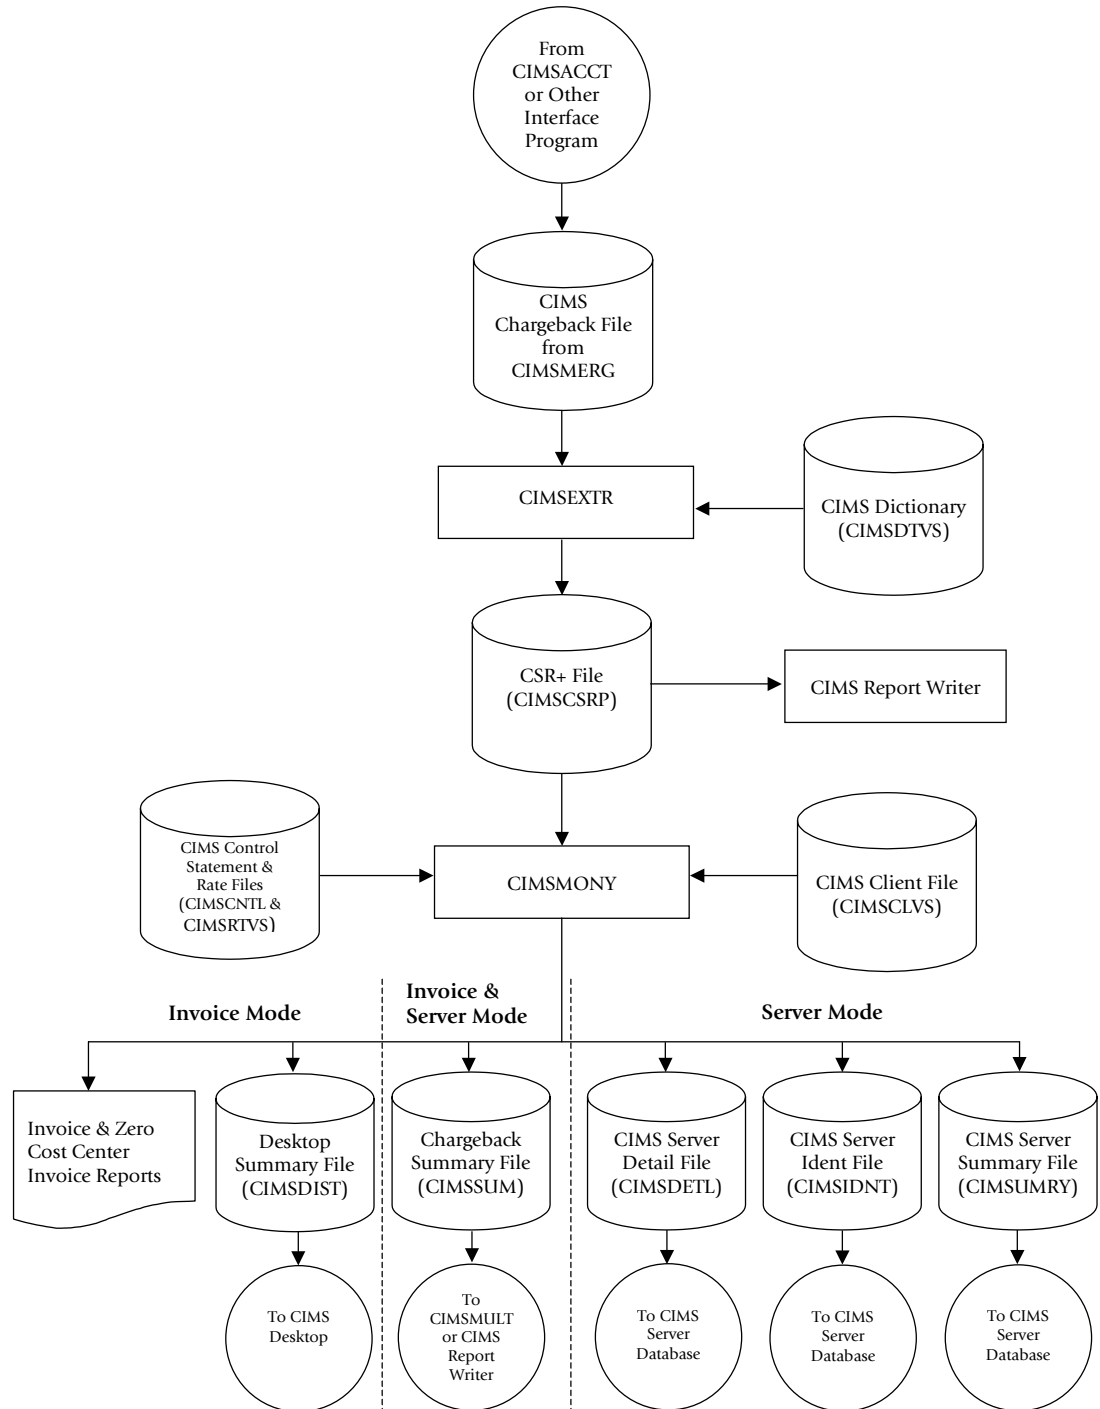 From
CIMSACCT
or Other
Interface
Program
CIMS
Chargeback File
from
CIMSMERG
CIMSEXTR
CIMS Dictionary
(CIMSDTVS)
CSR+ File
(CIMSCSRP)
CIMS Report Writer
CIMS Control
Statement &
Rate Files
(CIMSCNTL &
CIMSRTVS)
CIMSMONY
CIMS Client File
(CIMSCLVS)
Invoice Mode
Invoice &
Server Mode
Server Mode
Invoice & Zero
Cost Center
Invoice Reports
Desktop
Summary File
(CIMSDIST)
Chargeback
Summary File
(CIMSSUM)
CIMS Server
Detail File
(CIMSDETL)
CIMS Server
Ident File
(CIMSIDNT)
CIMS Server
Summary File
(CIMSUMRY)
To CIMS
Desktop
To
CIMSMULT
or CIMS
Report
Writer
To CIMS
Server
Database
To CIMS
Server
Database
To CIMS
Server
Database